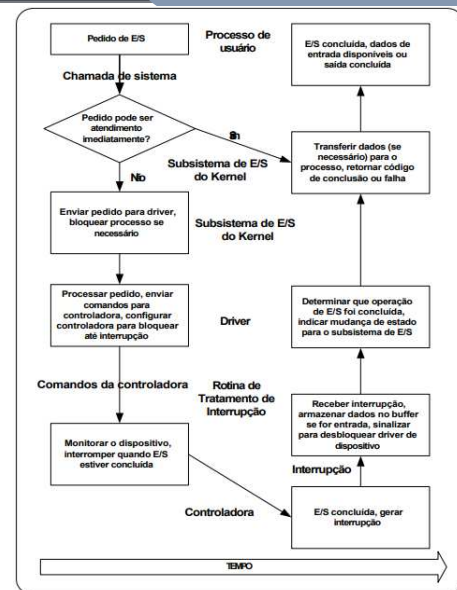 Pedido de E/S
Processo de
usuário
E/S concluída, dados de
entrada disponíveis ou
saída concluída
Chamada de sistema
Pedido pode ser
atendimento
imediatamente?
Subsistema de E/S
do Kernel
Transferir dados (se
necessário) para o
processo, retornar código
de conclusão ou falha
Não
Enviar pedido para driver,
bloquear processo se
necessário
Subsistema de E/S
do Kernel
Processar pedido, enviar
comandos para
controladora, configurar
controladora para bloquear
até interrupção
Driver
Determinar que operação
de E/S foi concluída,
indicar mudança de estado
para o subsistema de E/S
Comandos da controladora
Rotina de
Tratamento de
Interrupção
Receber interrupção,
armazenar dados no buffer
se for entrada, sinalizar
para desbloquear driver de
dispositivo
Monitorar o dispositivo,
interromper quando E/S
estiver concluída
Interrupção
Controladora
E/S concluída, gerar
interrupção
TEMPO